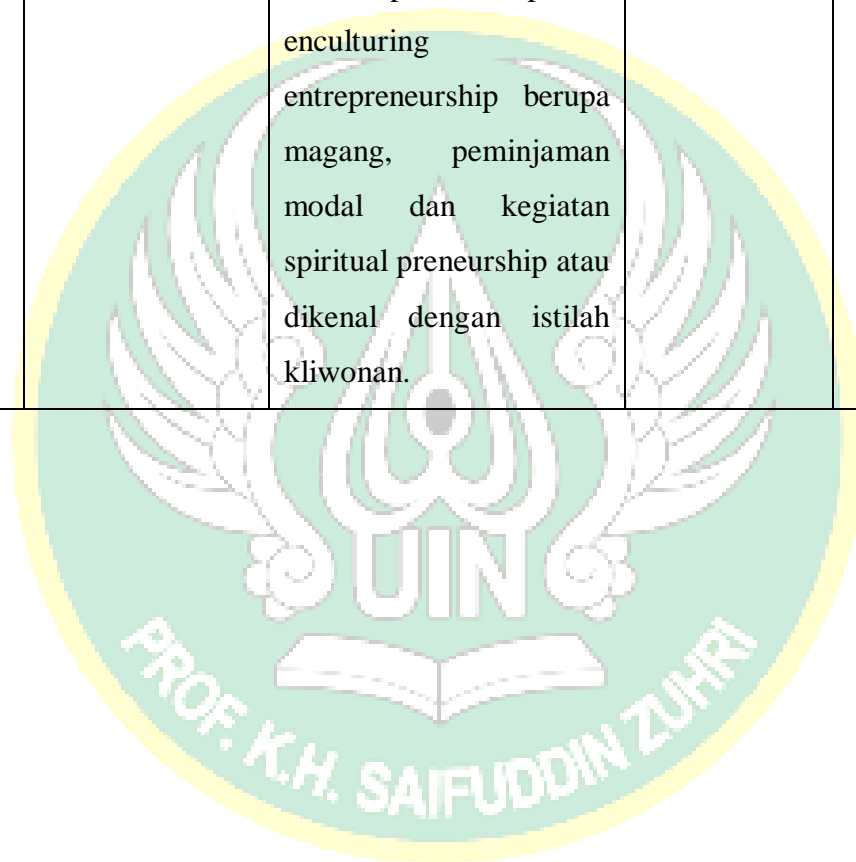 enculturing
entrepreneurship berupa
magang, peminjaman
modal dan kegiatan
spiritual preneurship atau
dikenal dengan istilah
kliwonan.
UIN
PROF. K.H. SAIFUDDIN ZUHRI